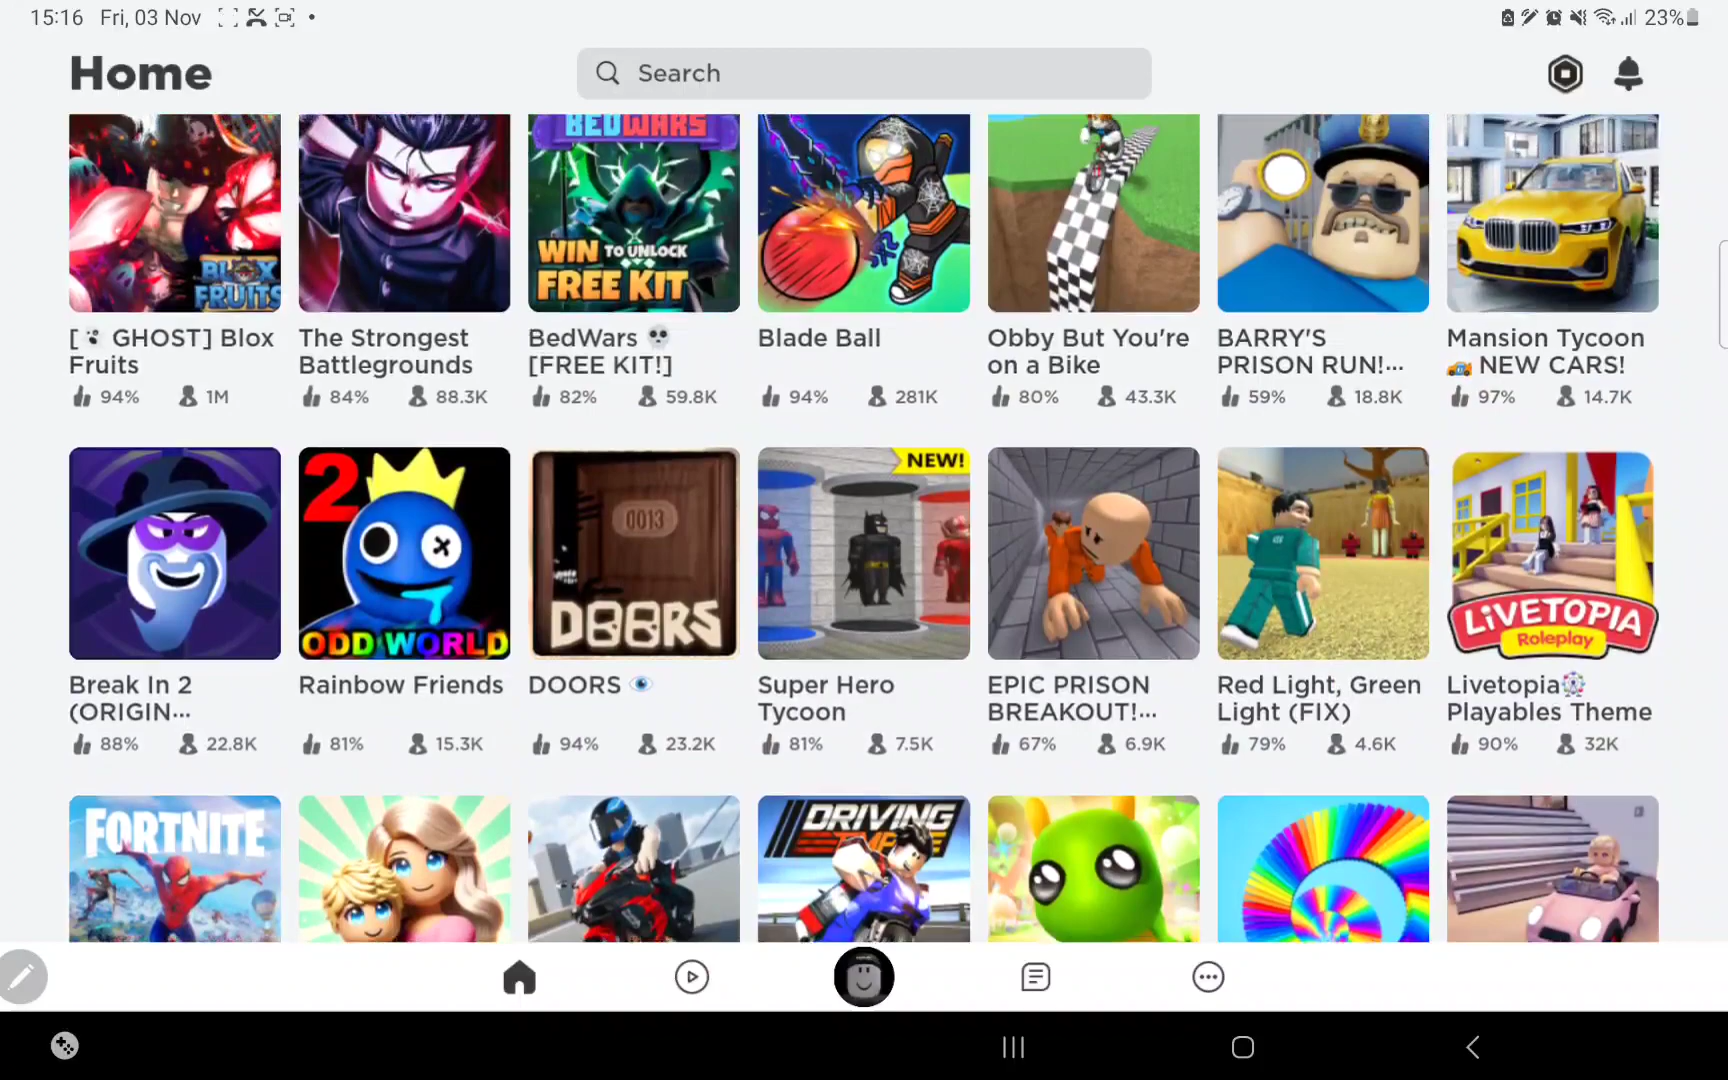 15:16 Fri, 03 Nov
23%
Home
Search
BEDWARS
WIN TO UNLOCK
FREE KIT!
BLOX
FRUITS
[👻 GHOST] Blox
Fruits
94% 1M
The Strongest
Battlegrounds
84% 88.3K
BedWars 💀
[FREE KIT!]
82% 59.8K
Blade Ball
94% 281K
Obby But You're
on a Bike
80% 43.3K
BARRY'S
PRISON RUN!...
59% 18.8K
Mansion Tycoon
🏎️ NEW CARS!
97% 14.7K
2
ODD WORLD
0013
DOORS
NEW!
LIVETOPIA
Roleplay
Break In 2
(ORIGIN...
88% 22.8K
Rainbow Friends
81% 15.3K
DOORS 👁️
94% 23.2K
Super Hero
Tycoon
81% 7.5K
EPIC PRISON
BREAKOUT!...
67% 6.9K
Red Light, Green
Light (FIX)
79% 4.6K
Livetopia🎡
Playables Theme
90% 32K
FORTNITE
DRIVING